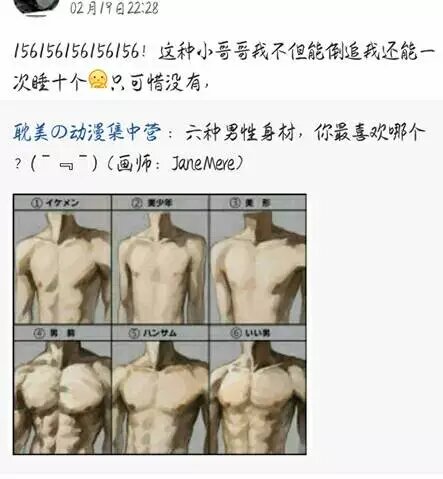 02月19日22:28
156156156156156！这种小哥哥我不但能倒追我还能一
次睡十个🤔只可惜没有，
耽美の动漫集中营：六种男性身材，你最喜欢哪个
？(￣﹃￣)（画师：JaneMere）
①イケメン ②美少年 ③美形
④男前 ⑤ハンサム ⑥いい男